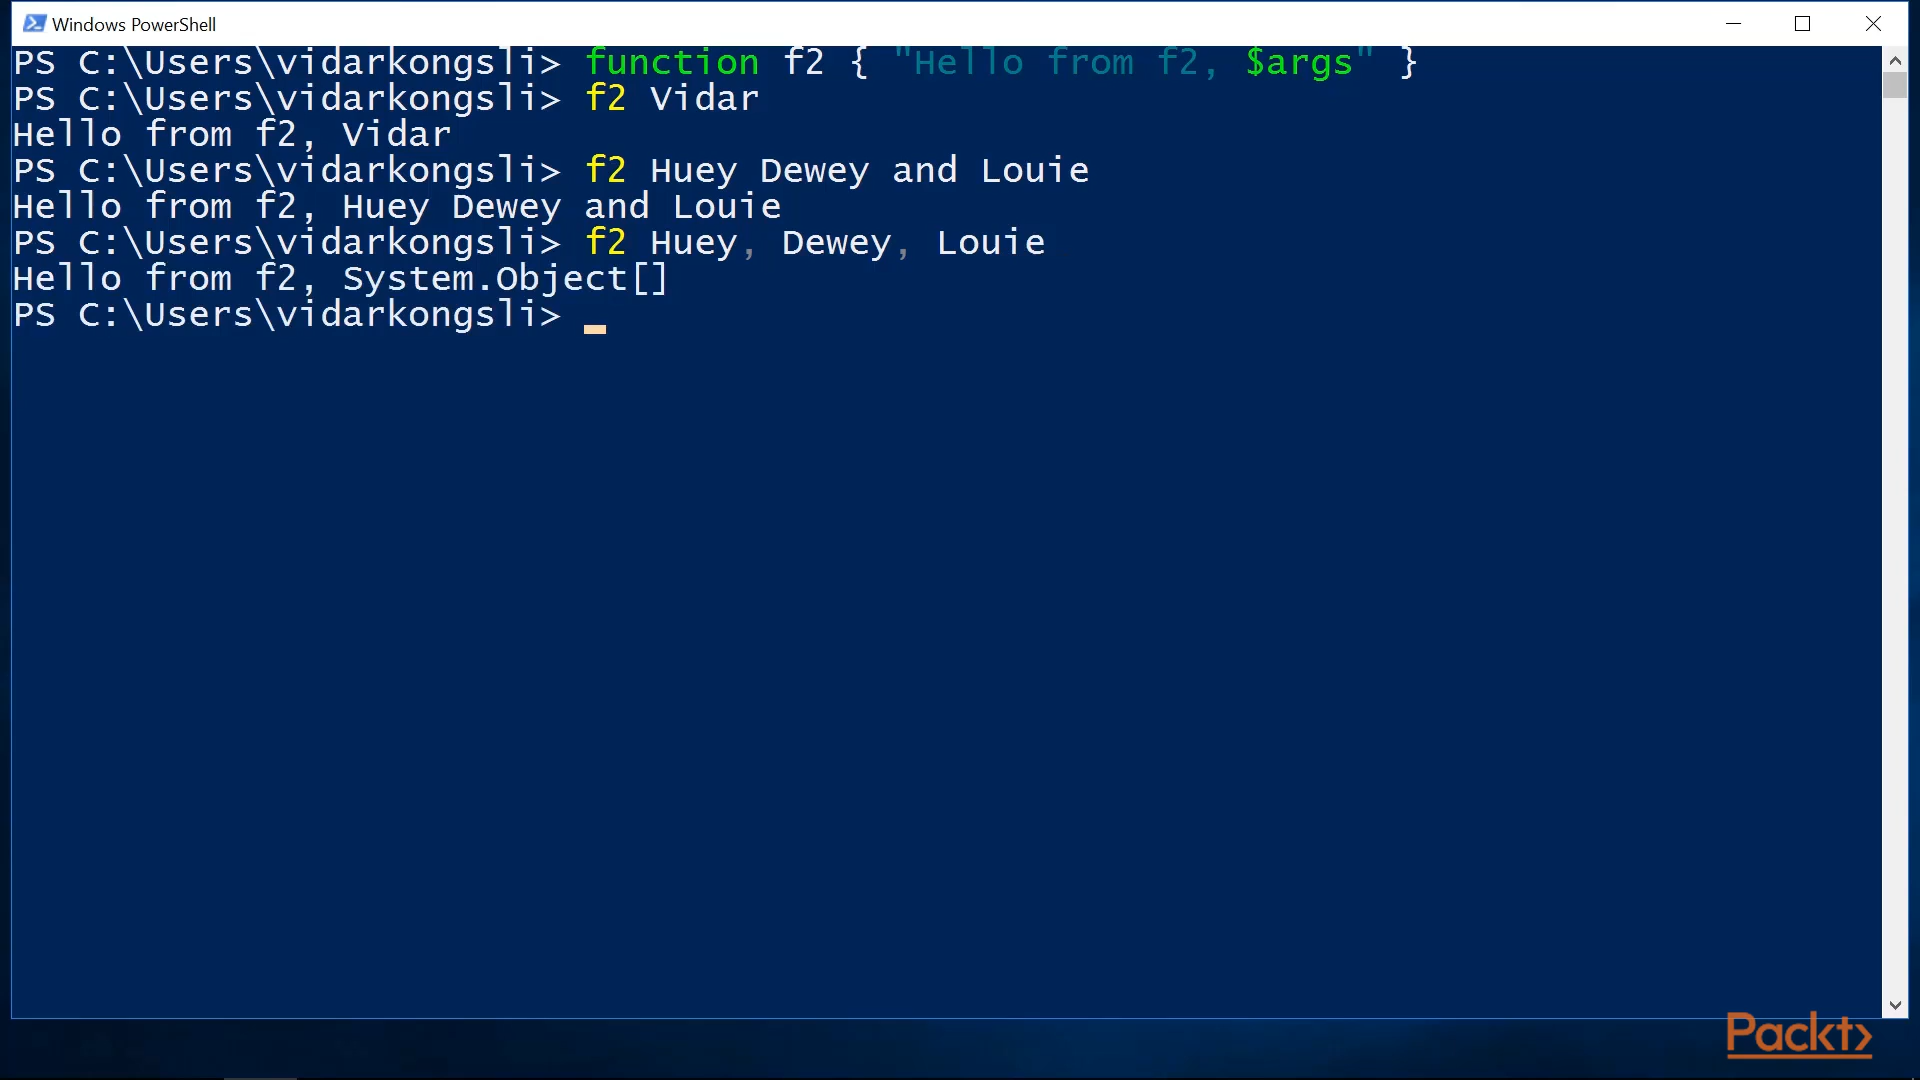 Windows PowerShell
PS C:\Users\vidarkongsli> function f2 { "Hello from f2, $args" }
PS C:\Users\vidarkongsli> f2 Vidar
Hello from f2, Vidar
PS C:\Users\vidarkongsli> f2 Huey Dewey and Louie
Hello from f2, Huey Dewey and Louie
PS C:\Users\vidarkongsli> f2 Huey, Dewey, Louie
Hello from f2, System.Object[]
PS C:\Users\vidarkongsli>
Packt>